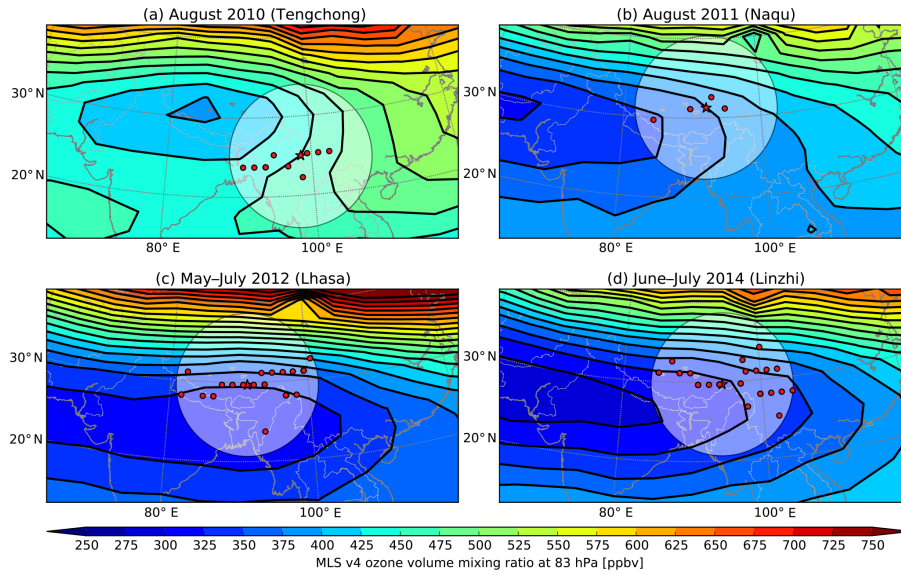 (a) August 2010 (Tengchong)
(b) August 2011 (Naqu)
30° N
20° N
30° N
20° N
80° E
100° E
80° E
100° E
(c) May–July 2012 (Lhasa)
(d) June–July 2014 (Linzhi)
30° N
20° N
30° N
20° N
80° E
100° E
80° E
100° E
250 275 325 350 375 400 425 450 475 500 525 550 575 600 625 650 675 700 725 750
MLS v4 ozone volume mixing ratio at 83 hPa [ppbv]